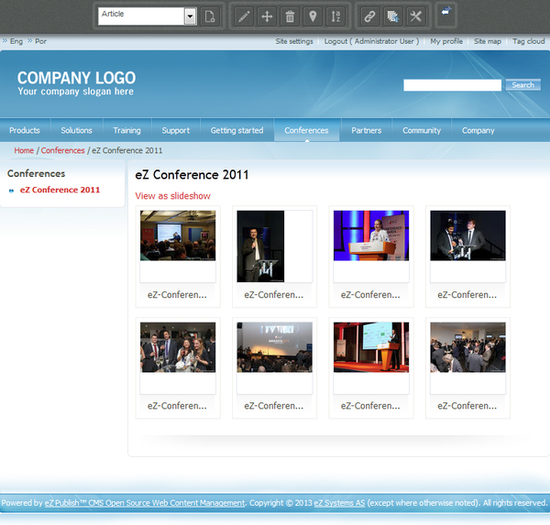 Article
Eng Por Site settings Logout ( Administrator User ) My profile Site map Tag cloud
COMPANY LOGO
Your company slogan here
Search
Products Solutions Training Support Getting started Conferences Partners Community Company
Home / Conferences / eZ Conference 2011
Conferences
eZ Conference 2011
eZ Conference 2011
View as slideshow
eZ-Conferen... eZ-Conferen... eZ-Conferen... eZ-Conferen...
eZ-Conferen... eZ-Conferen... eZ-Conferen... eZ-Conferen...
Powered by eZ Publish™ CMS Open Source Web Content Management. Copyright © 2013 eZ Systems AS (except where otherwise noted). All rights reserved.